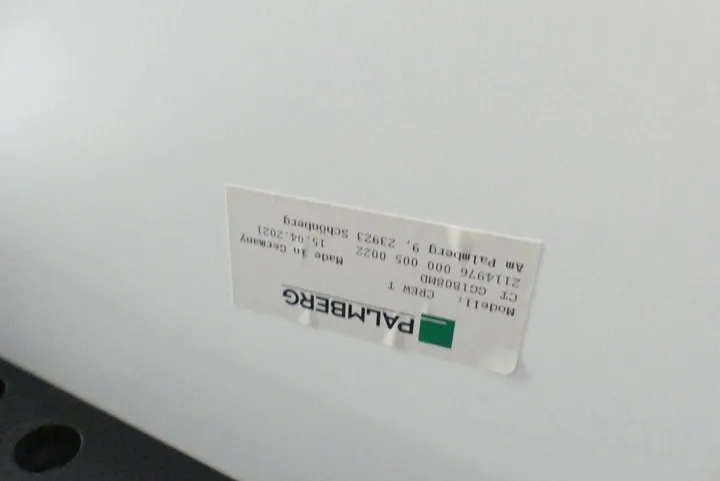 PALMBERG
Modell: CREW T
CT GG1808MD Made in Germany
2114976 000 005 0022 15.04.2021
Am Palmberg 9, 23923 Schönberg